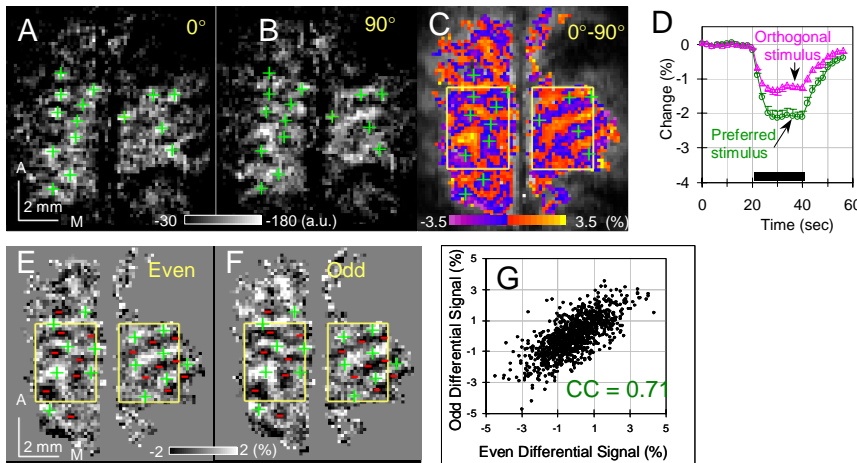 A
0°
B
90°
C
0°-90°
D
A
2 mm
M
-30
-180 (a.u.)
-3.5
3.5 (%)
Change (%)
0
-1
-2
-3
-4
Orthogonal
stimulus
Preferred
stimulus
0
20
40
60
Time (sec)
E
Even
F
Odd
A
2 mm
M
-2
2 (%)
G
Odd Differential Signal (%)
5
3
1
-1
-3
-5
CC = 0.71
-5
-3
-1
1
3
5
Even Differential Signal (%)